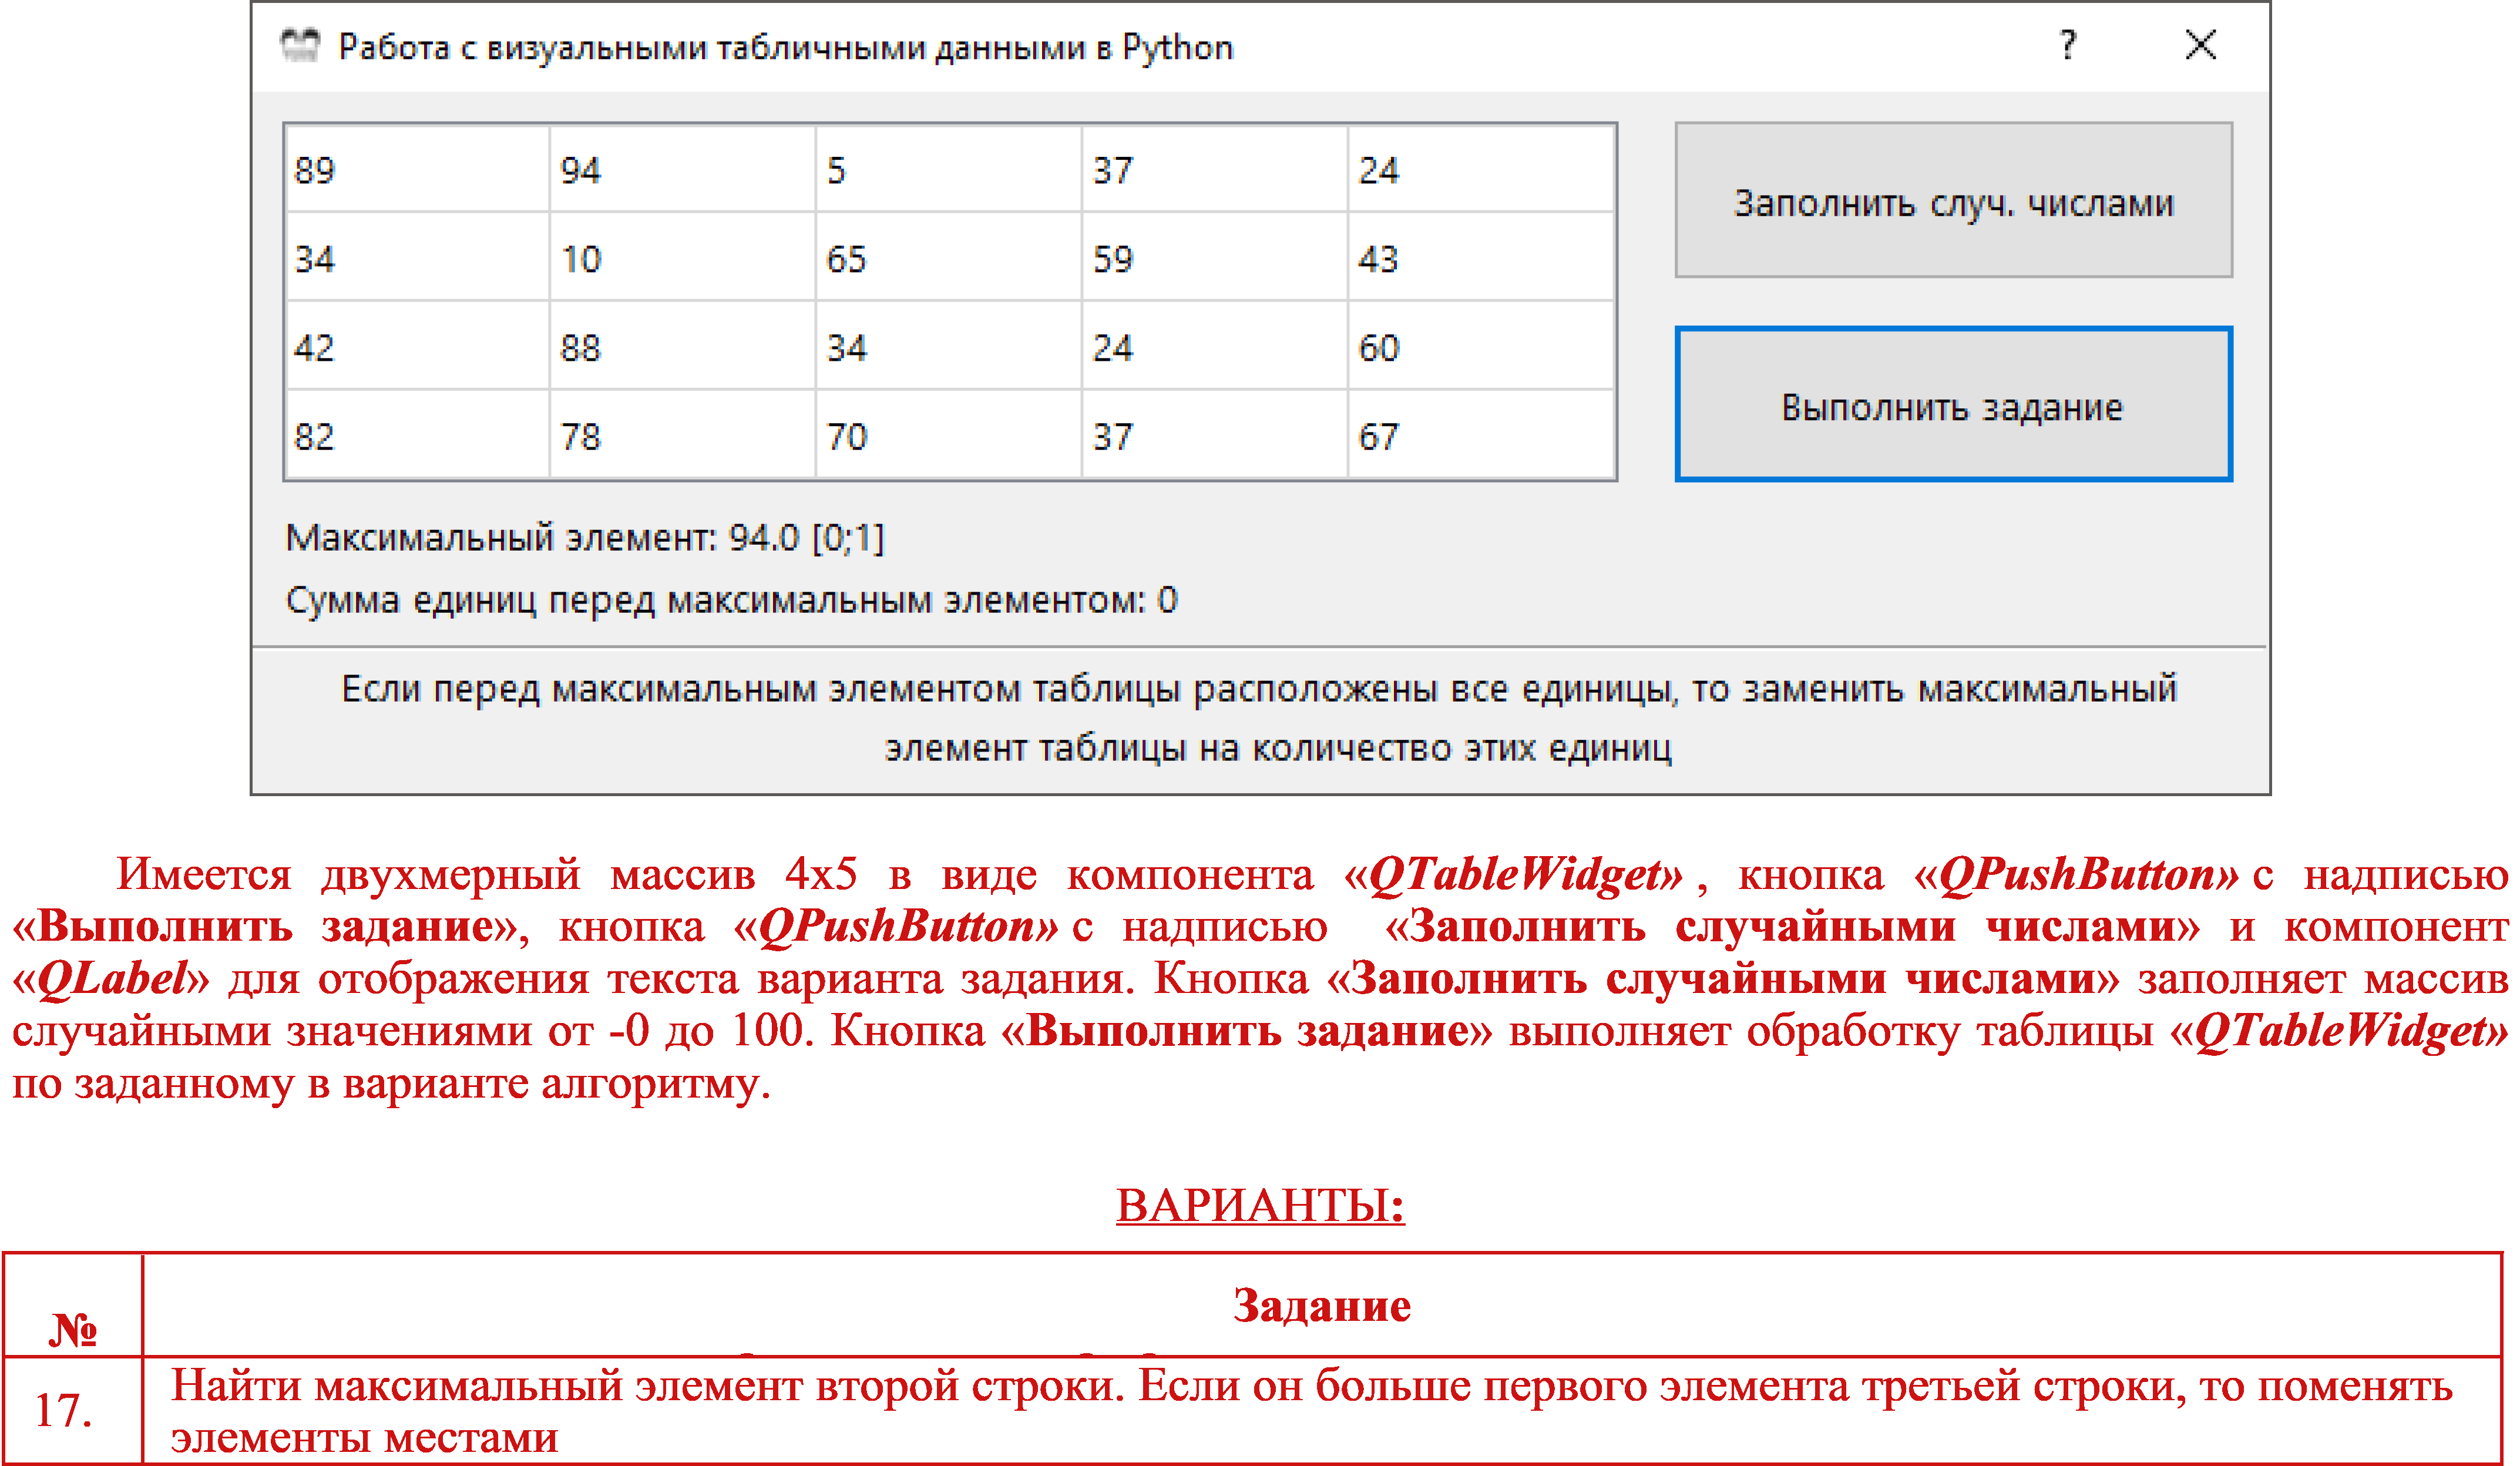 Работа с визуальными табличными данными в Python ?
89 94 5 37 24
Заполнить случ. числами
34 10 65 59 43
42 88 34 24 60
Выполнить задание
82 78 70 37 67
Максимальный элемент: 94.0 [0;1]
Сумма единиц перед максимальным элементом: 0
Если перед максимальным элементом таблицы расположены все единицы, то заменить максимальный
элемент таблицы на количество этих единиц
Имеется двухмерный массив 4x5 в виде компонента «QTableWidget» , кнопка «QPushButton» с надписью
«Выполнить задание», кнопка «QPushButton» с надписью «Заполнить случайными числами» и компонент
«QLabel» для отображения текста варианта задания. Кнопка «Заполнить случайными числами» заполняет массив
случайными значениями от -0 до 100. Кнопка «Выполнить задание» выполняет обработку таблицы «QTableWidget»
по заданному в варианте алгоритму.
ВАРИАНТЫ:
№ Задание
17. Найти максимальный элемент второй строки. Если он больше первого элемента третьей строки, то поменять
элементы местами